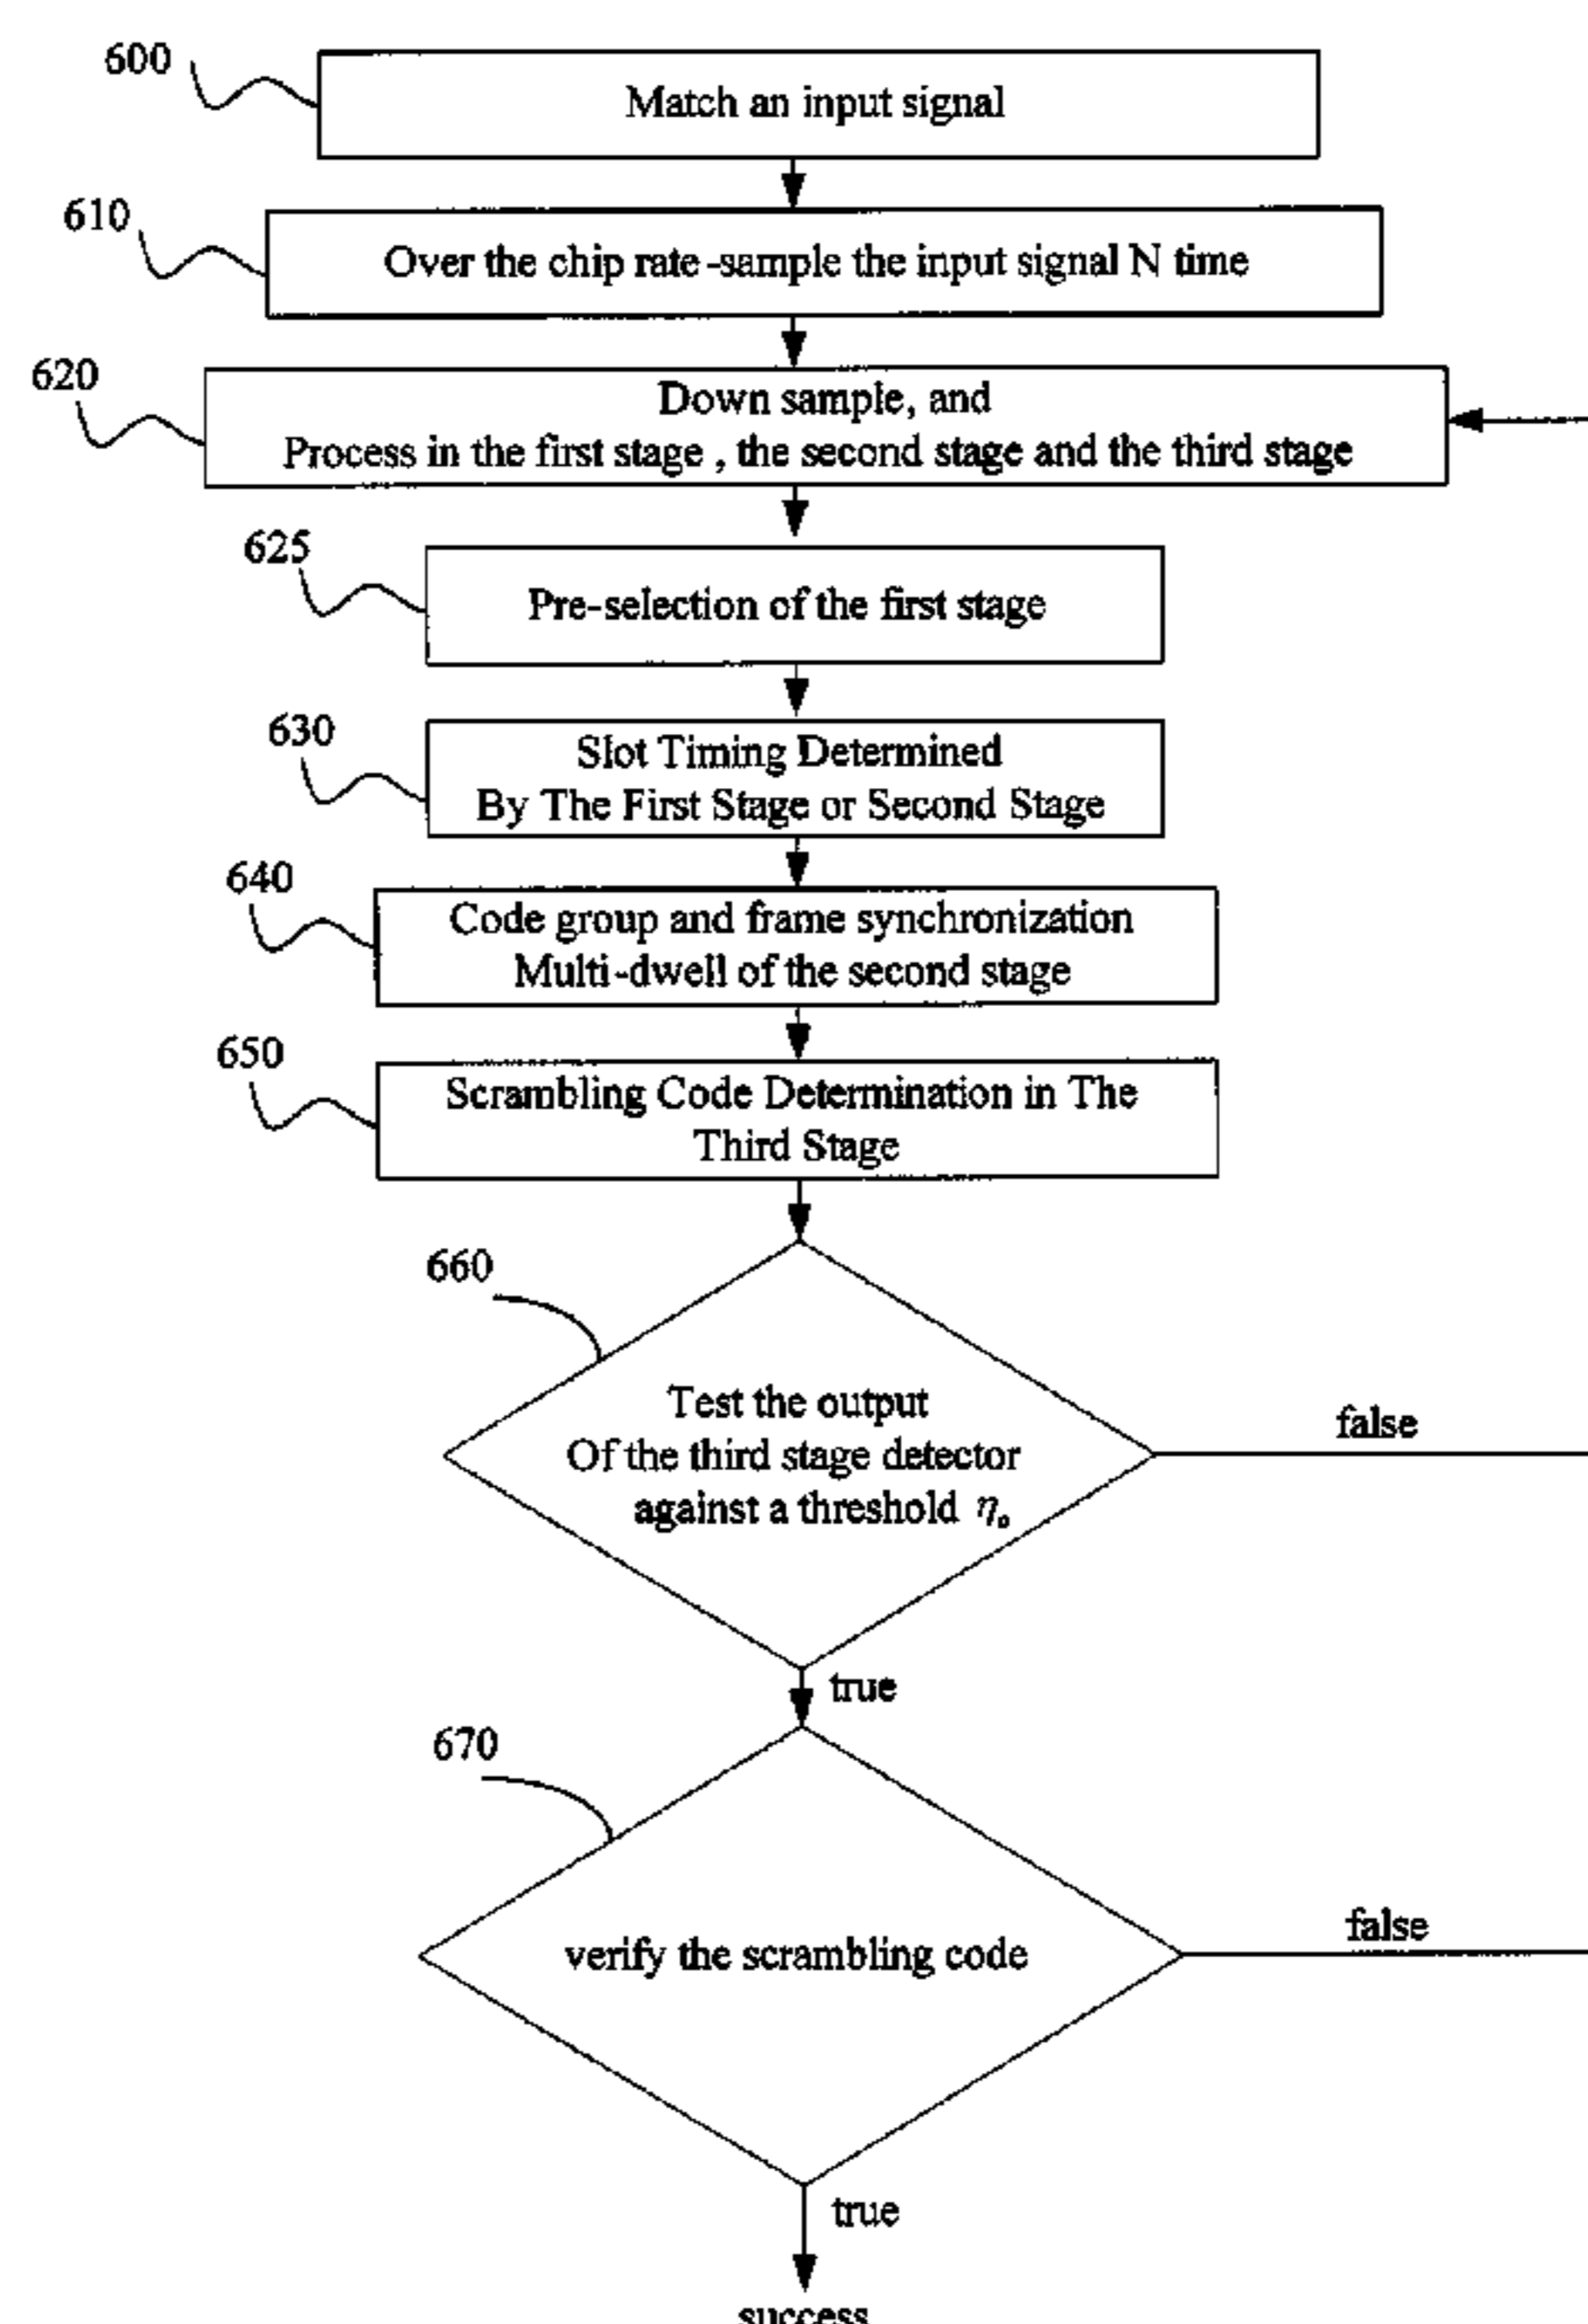 600
Match an input signal
610
Over the chip rate-sample the input signal N time
620
Down sample, and
Process in the first stage , the second stage and the third stage
625
Pre-selection of the first stage
630
Slot Timing Determined
By The First Stage or Second Stage
640
Code group and frame synchronization
Multi-dwell of the second stage
650
Scrambling Code Determination in The
Third Stage
660
Test the output
Of the third stage detector
against a threshold ηₒ
false
true
670
verify the scrambling code
false
true
success